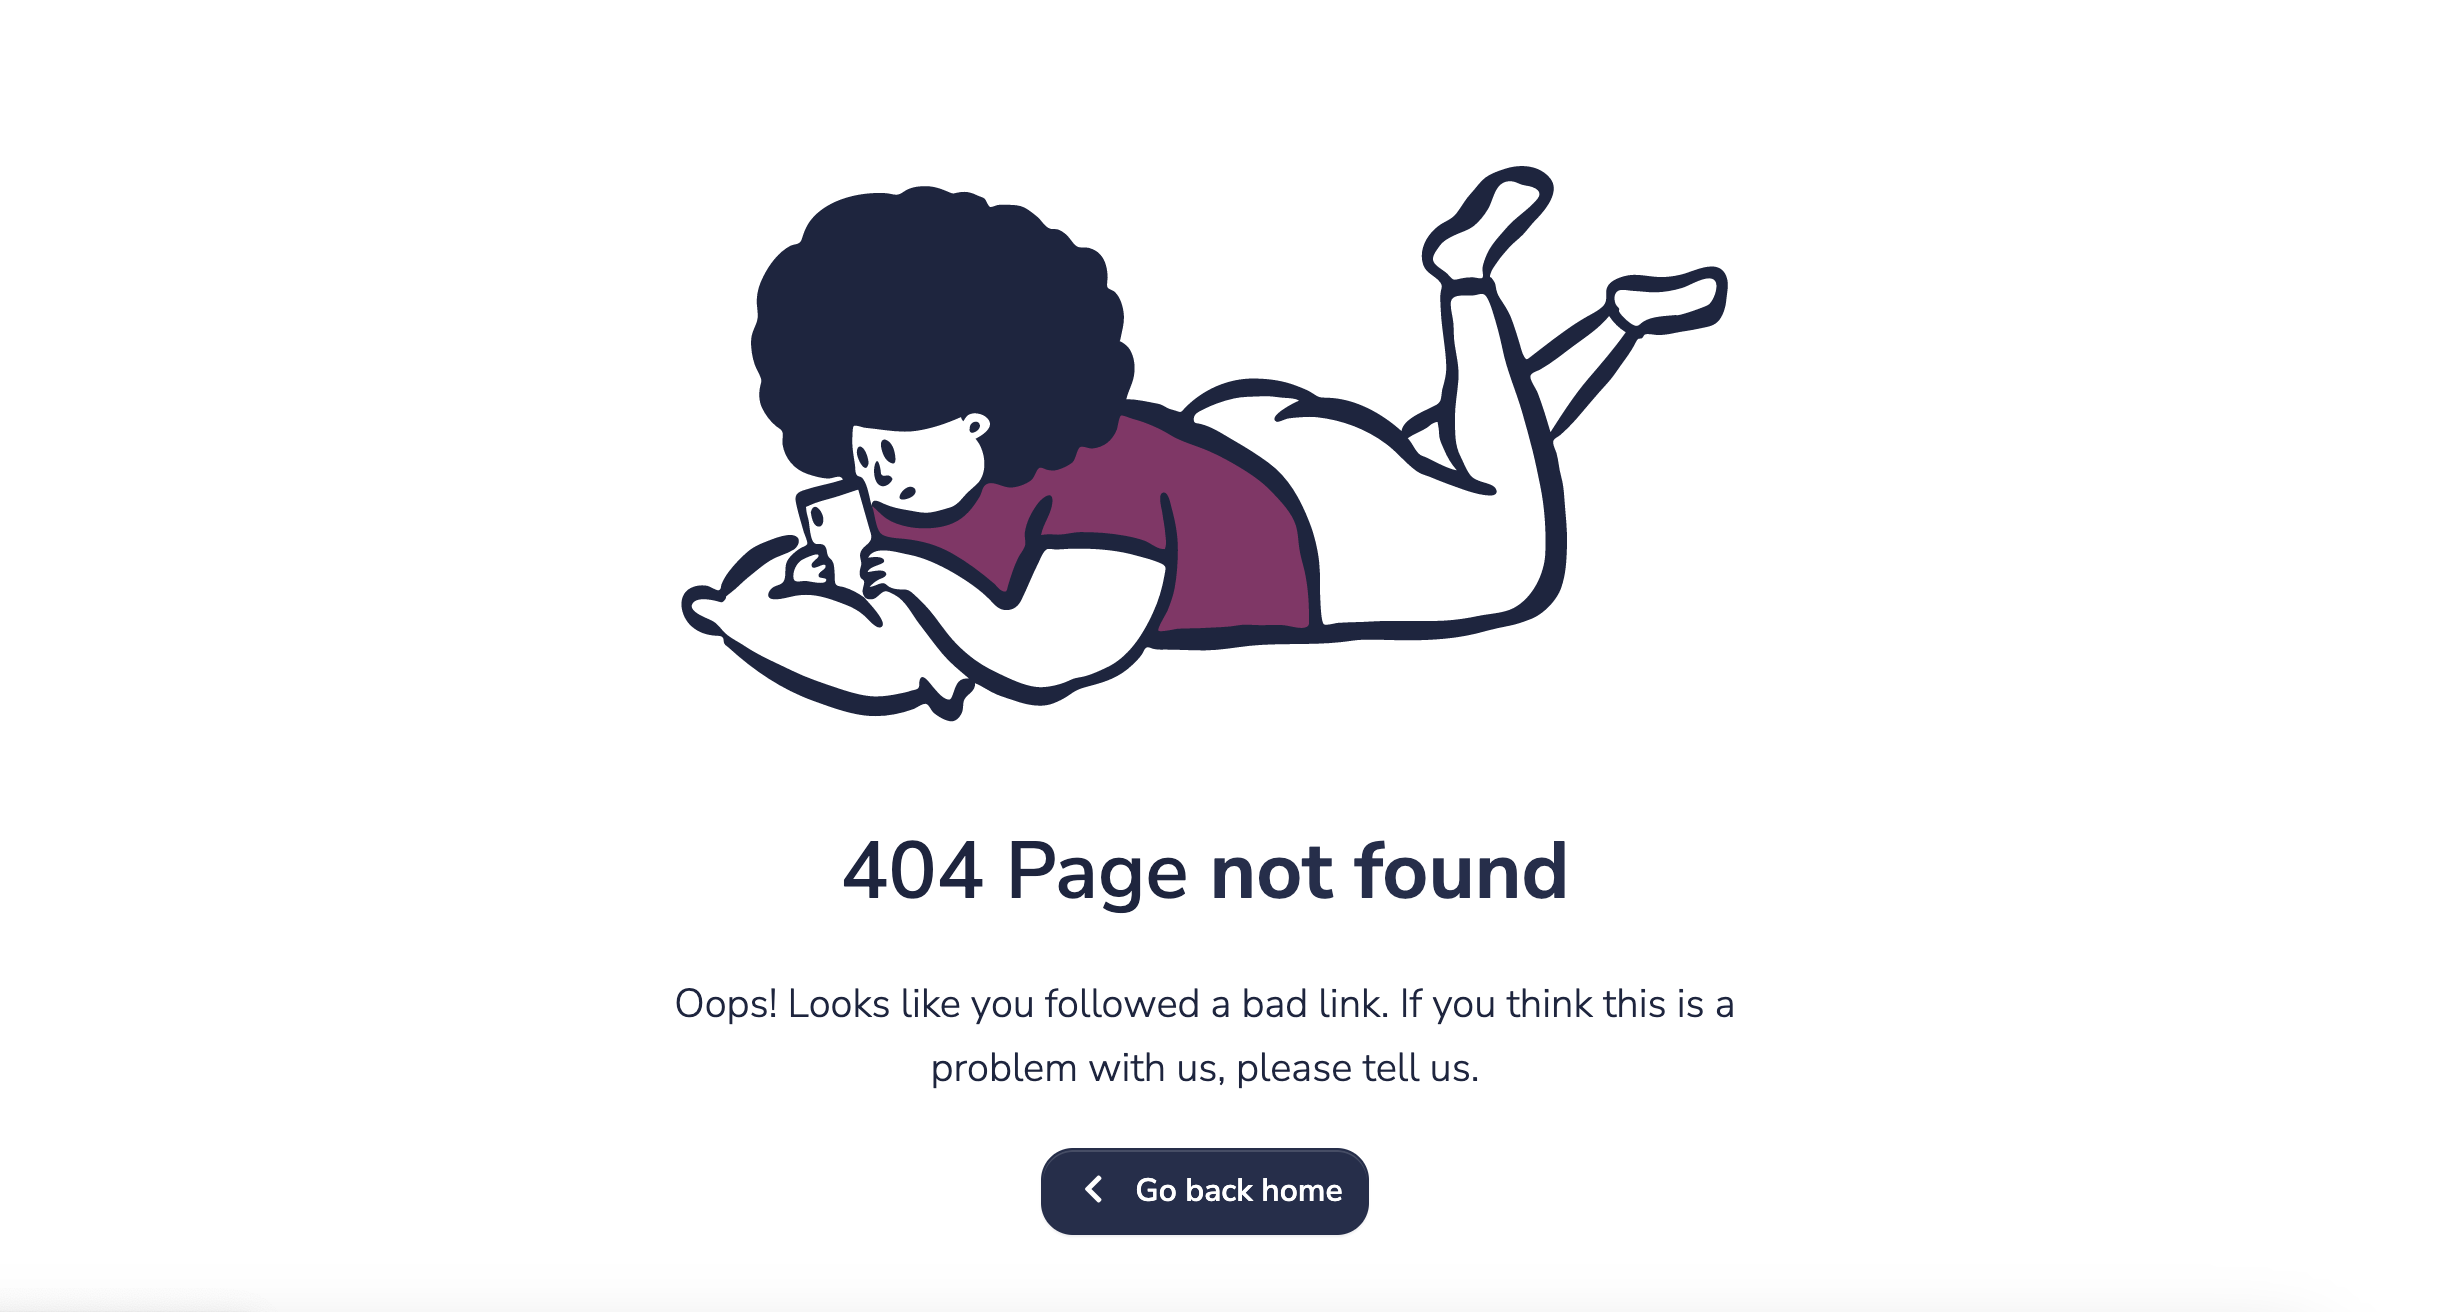 404 Page not found
Oops! Looks like you followed a bad link. If you think this is a
problem with us, please tell us.
Go back home